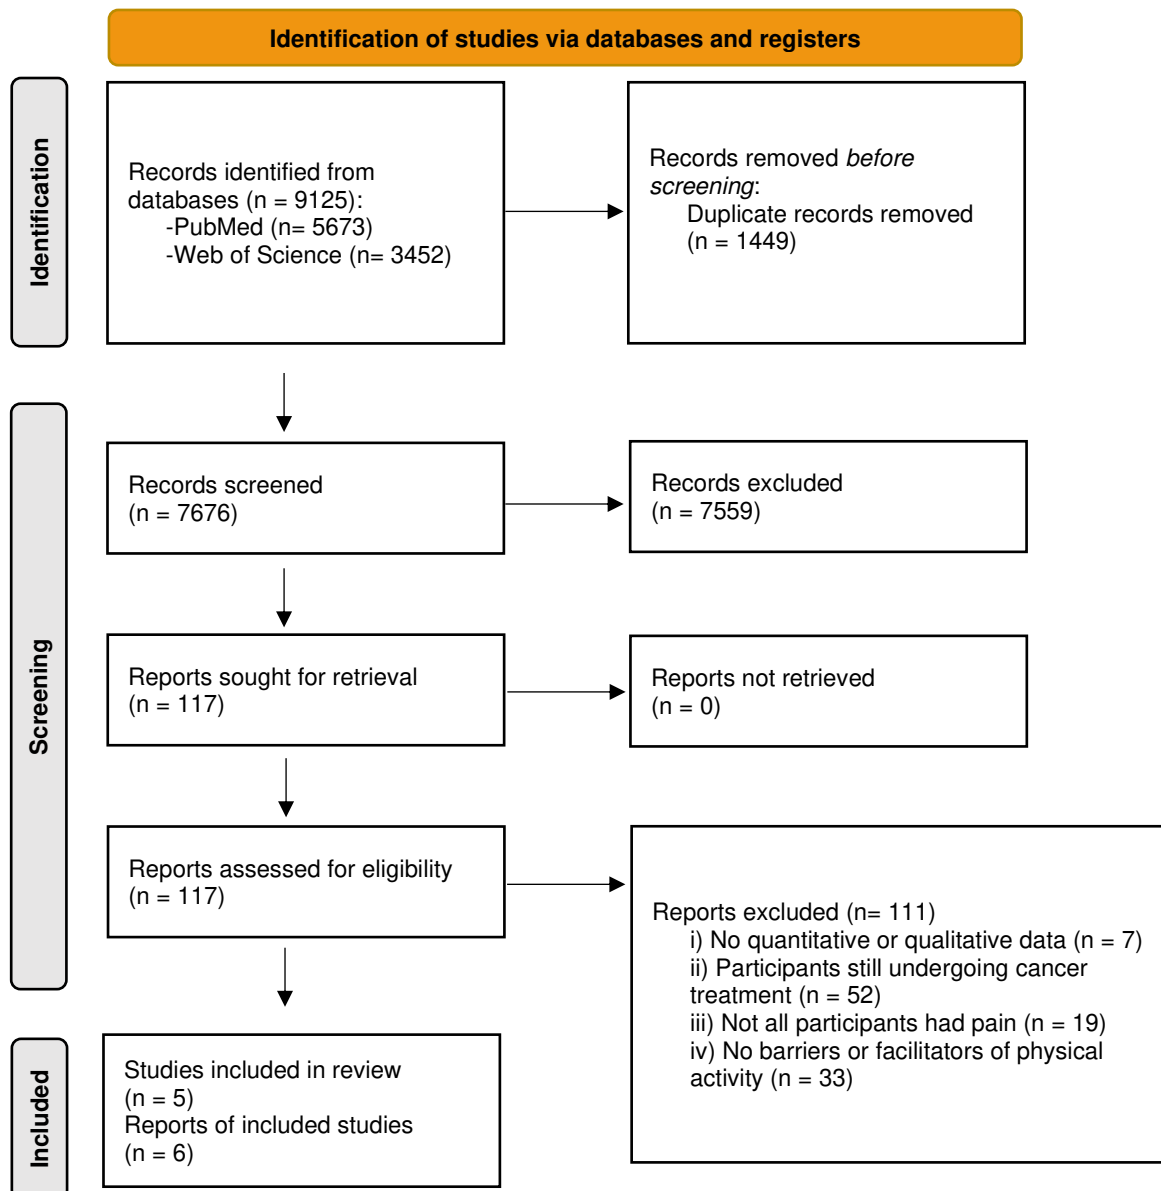 Identification of studies via databases and registers
Identification
Records identified from
databases (n = 9125):
-PubMed (n= 5673)
-Web of Science (n= 3452)
Records removed before
screening:
Duplicate records removed
(n = 1449)
Screening
Records screened
(n = 7676)
Records excluded
(n = 7559)
Reports sought for retrieval
(n = 117)
Reports not retrieved
(n = 0)
Reports assessed for eligibility
(n = 117)
Reports excluded (n= 111)
i) No quantitative or qualitative data (n = 7)
ii) Participants still undergoing cancer
treatment (n = 52)
iii) Not all participants had pain (n = 19)
iv) No barriers or facilitators of physical
activity (n = 33)
Included
Studies included in review
(n = 5)
Reports of included studies
(n = 6)